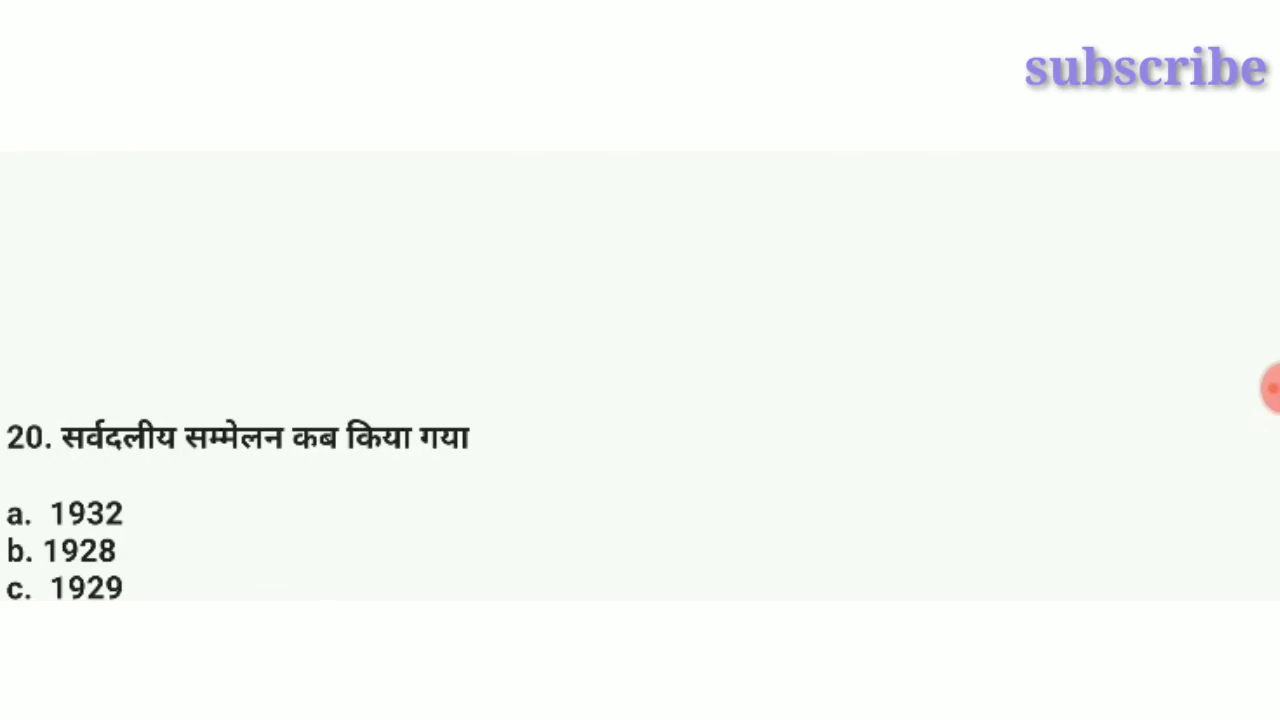 subscribe
20. सर्वदलीय सम्मेलन कब किया गया
a. 1932
b. 1928
c. 1929